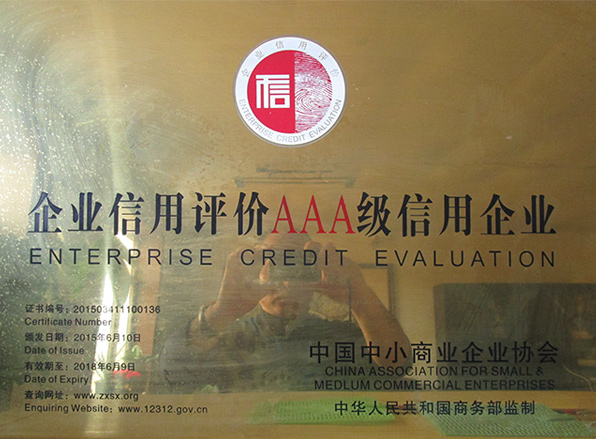 企业信用评价
信
ENTERPRISE CREDIT EVALUATION
企业信用评价AAA级信用企业
ENTERPRISE CREDIT EVALUATION
证书编号：201503411100136
Certificate Number
颁发日期：2015年6月10日
Date of Issue
有效期至：2018年6月9日
Date of Expiry
查询网址：www.zxsx.org
Enquiring Website: www.12312.gov.cn
中国中小商业企业协会
CHINA ASSOCIATION FOR SMALL &
MEDLUM COMMERCIAL ENTERPRISES
中华人民共和国商务部监制